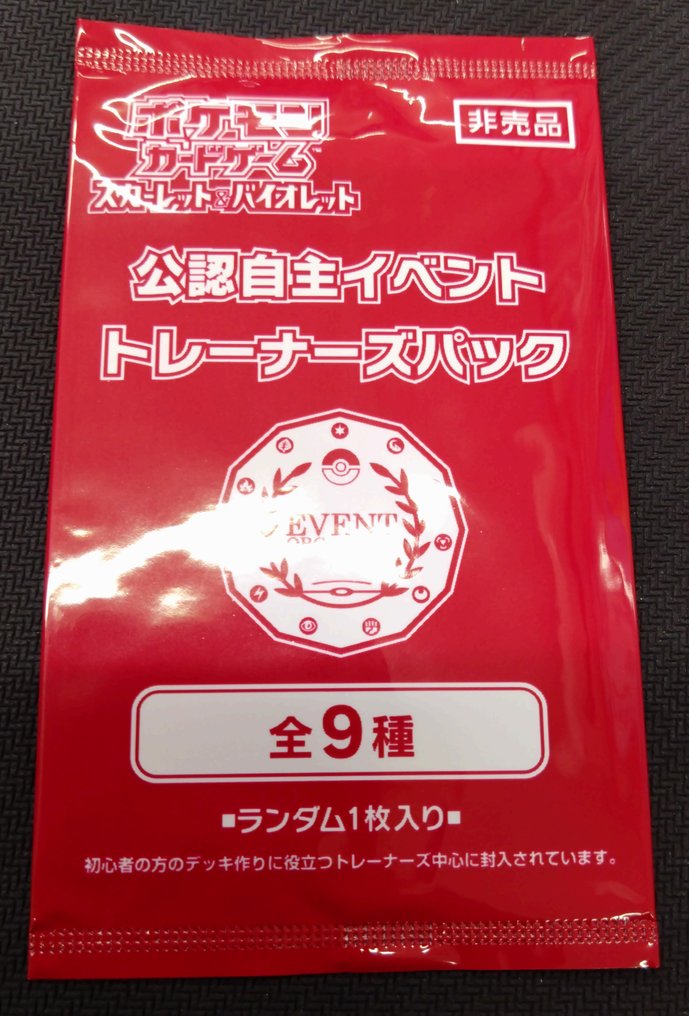 ポケモン
カードゲーム
スカーレット&バイオレット
非売品
公認自主イベント
トレーナーズパック
EVENT
全9種
■ランダム1枚入り■
初心者の方のデッキ作りに役立つトレーナーズ中心に封入されています。